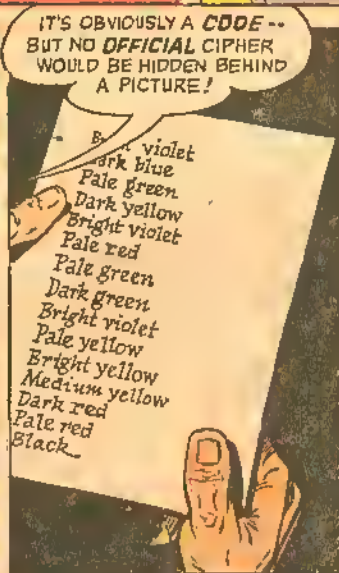 IT'S OBVIOUSLY A CODE--
BUT NO OFFICIAL CIPHER
WOULD BE HIDDEN BEHIND
A PICTURE!
violet
Dark blue
Pale green
Dark yellow
Bright violet
Pale red
Pale green
Dark green
Bright violet
Pale yellow
Bright yellow
Medium yellow
Dark red
Pale red
Black